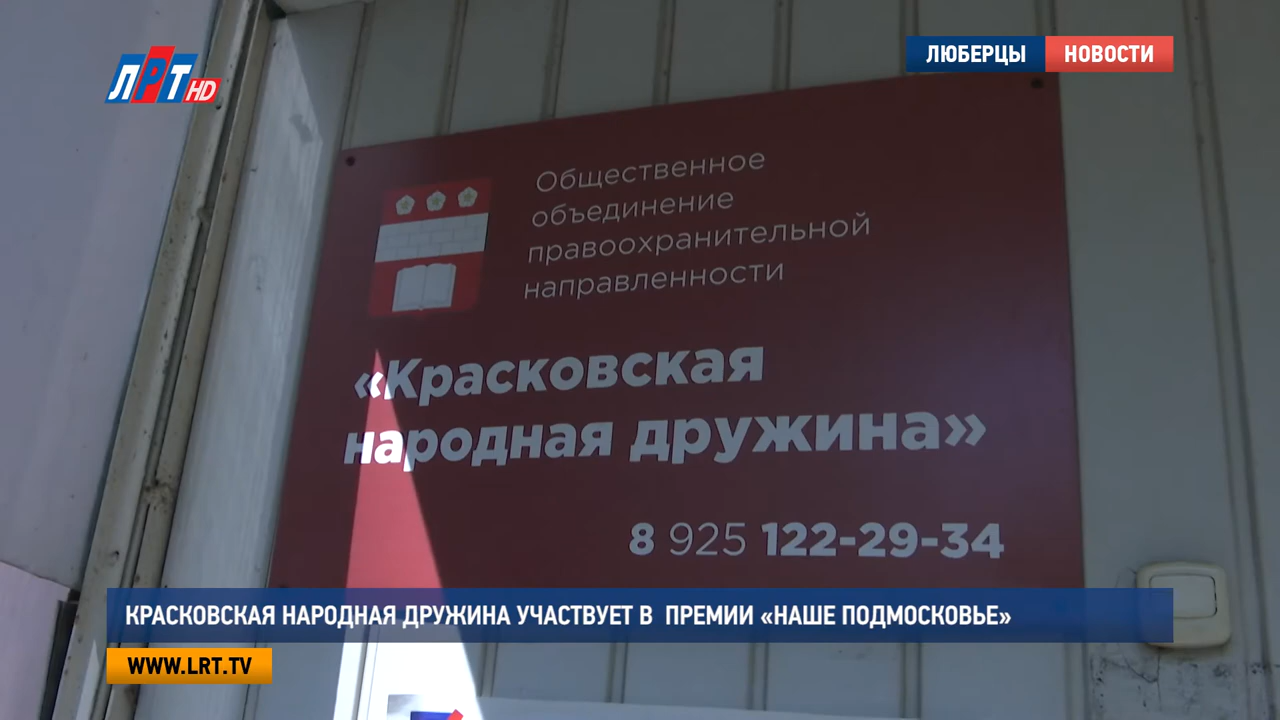 ЛРТ HD
ЛЮБЕРЦЫ НОВОСТИ
Общественное
объединение
правоохранительной
направленности
«Красковская
народная дружина»
8 925 122-29-34
КРАСКОВСКАЯ НАРОДНАЯ ДРУЖИНА УЧАСТВУЕТ В ПРЕМИИ «НАШЕ ПОДМОСКОВЬЕ»
WWW.LRT.TV